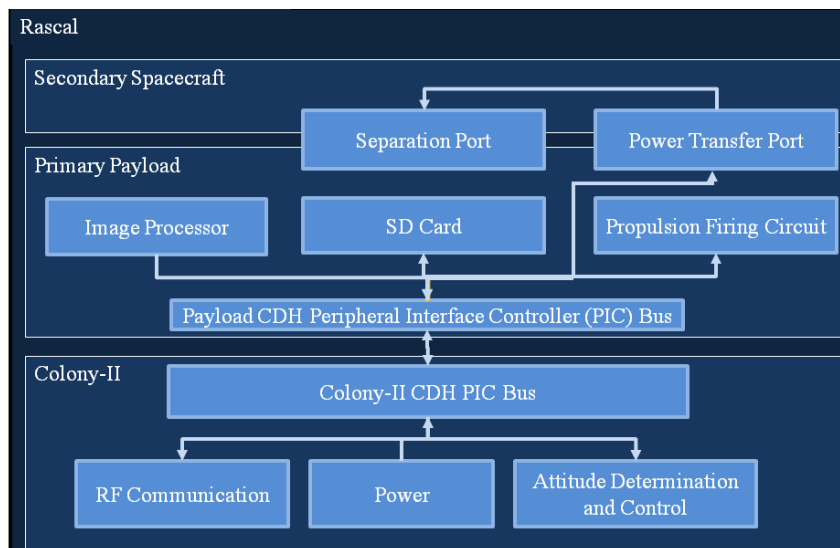 Rascal
Secondary Spacecraft
Separation Port
Power Transfer Port
Primary Payload
Image Processor
SD Card
Propulsion Firing Circuit
Payload CDH Peripheral Interface Controller (PIC) Bus
Colony-II
Colony-II CDH PIC Bus
RF Communication
Power
Attitude Determination
and Control